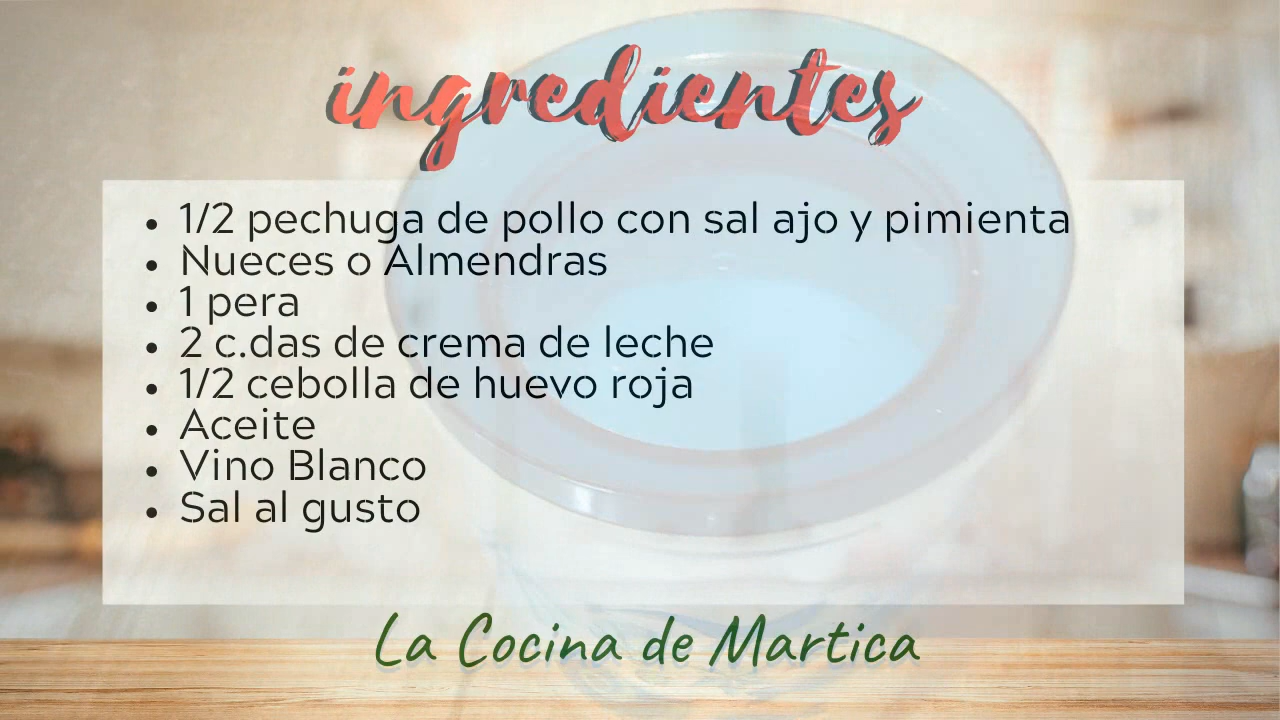 ingredientes
• 1/2 pechuga de pollo con sal ajo y pimienta
• Nueces o Almendras
• 1 pera
• 2 c.das de crema de leche
• 1/2 cebolla de huevo roja
• Aceite
• Vino Blanco
• Sal al gusto
La Cocina de Martica